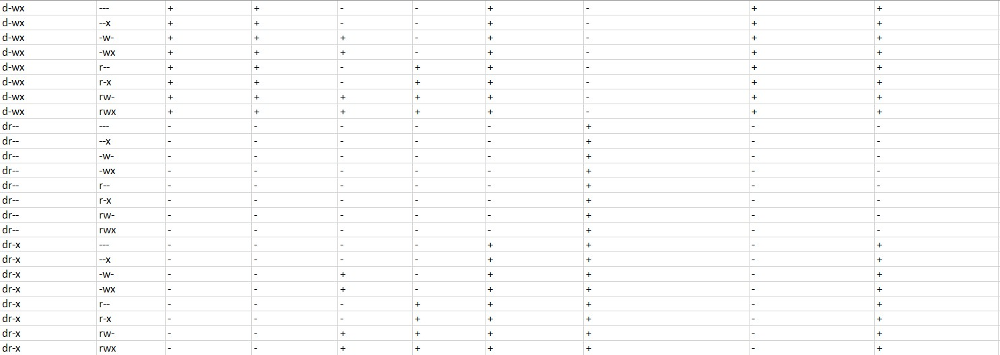 d-wx --- + + - - + - + +
d-wx --x + + - - + - + +
d-wx -w- + + + - + - + +
d-wx -wx + + + - + - + +
d-wx r-- + + - + + - + +
d-wx r-x + + - + + - + +
d-wx rw- + + + + + - + +
d-wx rwx + + + + + - + +
dr-- --- - - - - - + - -
dr-- --x - - - - - + - -
dr-- -w- - - - - - + - -
dr-- -wx - - - - - + - -
dr-- r-- - - - - - + - -
dr-- r-x - - - - - + - -
dr-- rw- - - - - - + - -
dr-- rwx - - - - - + - -
dr-x --- - - - - + + - +
dr-x --x - - - - + + - +
dr-x -w- - - + - + + - +
dr-x -wx - - + - + + - +
dr-x r-- - - - + + + - +
dr-x r-x - - - + + + - +
dr-x rw- - - + + + + - +
dr-x rwx - - + + + + - +